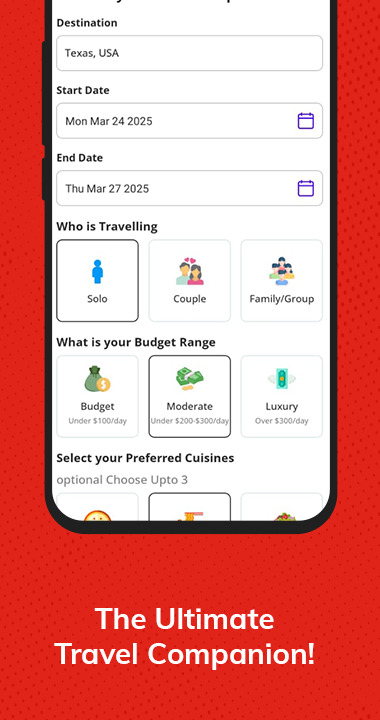 Destination
Texas, USA
Start Date
Mon Mar 24 2025
End Date
Thu Mar 27 2025
Who is Travelling
Solo
Couple
Family/Group
What is your Budget Range
Budget
Under $100/day
Moderate
Under $200-$300/day
Luxury
Over $300/day
Select your Preferred Cuisines
optional Choose Upto 3
The Ultimate
Travel Companion!